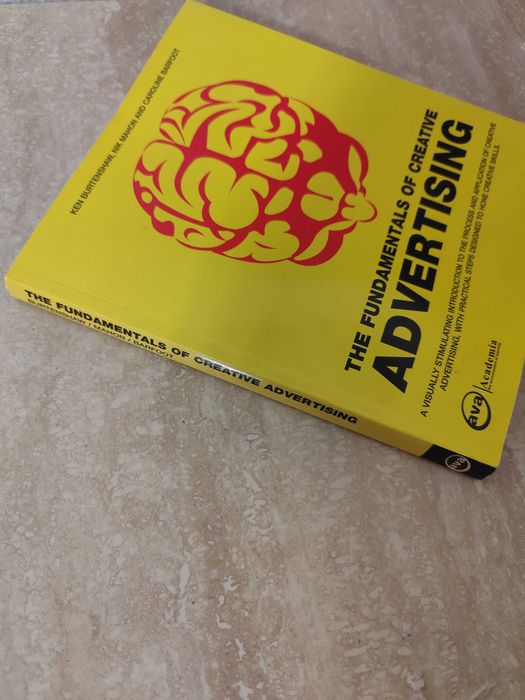 KEN BURTENSHAW, NIK MAHON AND CAROLINE BARFOOT
THE FUNDAMENTALS OF CREATIVE
ADVERTISING
A VISUALLY STIMULATING INTRODUCTION TO THE PROCESS AND APPLICATION OF CREATIVE
ADVERTISING, WITH PRACTICAL STEPS DESIGNED TO HONE CREATIVE SKILLS.
ava
Academia
THE FUNDAMENTALS OF CREATIVE ADVERTISING
BURTENSHAW / MAHON / BARFOOT
ava